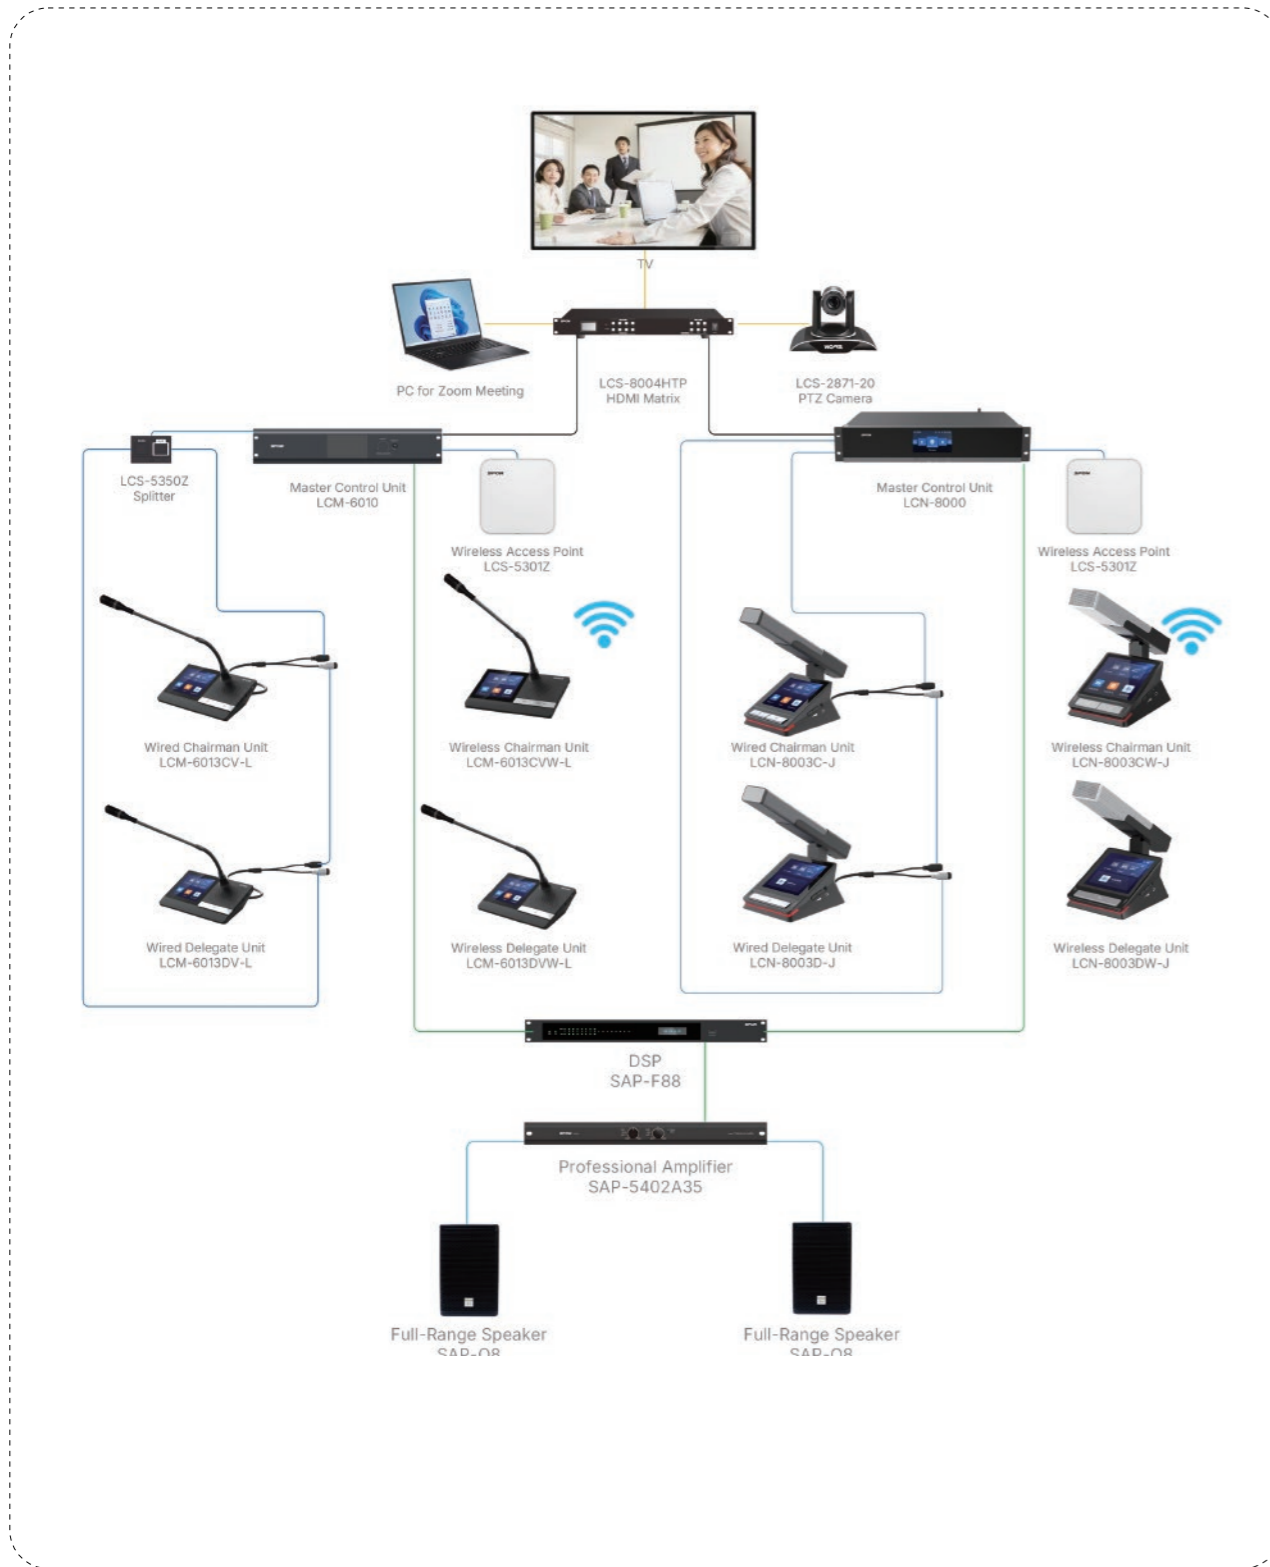 TV
PC for Zoom Meeting
LCS-8004HTP
HDMI Matrix
LCS-2871-20
PTZ Camera
LCS-5350Z
Splitter
Master Control Unit
LCM-6010
Wireless Access Point
LCS-5301Z
Master Control Unit
LCN-8000
Wireless Access Point
LCS-5301Z
Wired Chairman Unit
LCM-6013CV-L
Wireless Chairman Unit
LCM-6013CVW-L
Wired Chairman Unit
LCN-8003C-J
Wireless Chairman Unit
LCN-8003CW-J
Wired Delegate Unit
LCM-6013DV-L
Wireless Delegate Unit
LCM-6013DVW-L
Wired Delegate Unit
LCN-8003D-J
Wireless Delegate Unit
LCN-8003DW-J
DSP
SAP-F88
Professional Amplifier
SAP-5402A35
Full-Range Speaker
Full-Range Speaker